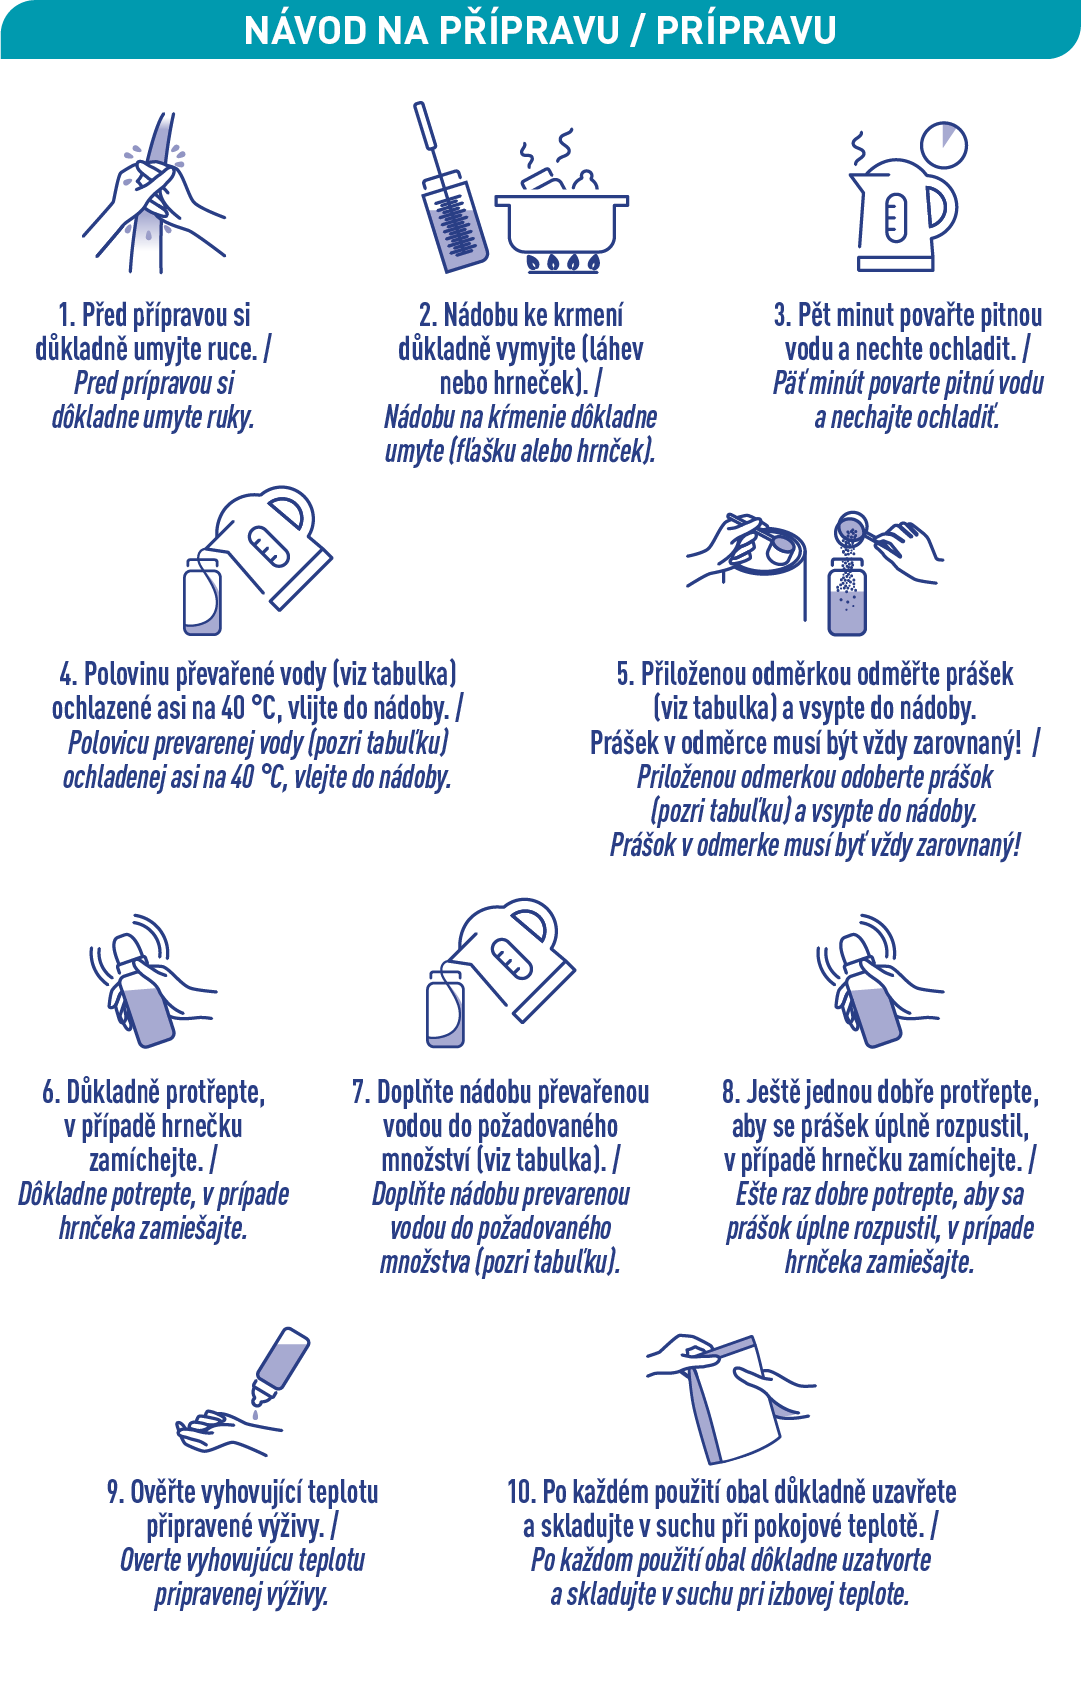 NÁVOD NA PŘÍPRAVU / PRÍPRAVU
1. Před přípravou si
důkladně umyjte ruce. /
Pred prípravou si
dôkladne umyte ruky.
2. Nádobu ke krmení
důkladně vymyjte (láhev
nebo hrneček). /
Nádobu na kŕmenie dôkladne
umyte (fľašku alebo hrnček).
3. Pět minut povařte pitnou
vodu a nechte ochladit. /
Päť minút povarte pitnú vodu
a nechajte ochladiť.
4. Polovinu převařené vody (viz tabulka)
ochlazené asi na 40 °C, vlijte do nádoby. /
Polovicu prevarenej vody (pozri tabuľku)
ochladenej asi na 40 °C, vlejte do nádoby.
5. Přiloženou odměrkou odměřte prášek
(viz tabulka) a vsypte do nádoby.
Prášek v odměrce musí být vždy zarovnaný! /
Priloženou odmerkou odoberte prášok
(pozri tabuľku) a vsypte do nádoby.
Prášok v odmerke musí byť vždy zarovnaný!
6. Důkladně protřepte,
v případě hrnečku
zamíchejte. /
Dôkladne potrepte, v prípade
hrnčeka zamiešajte.
7. Doplňte nádobu převařenou
vodou do požadovaného
množství (viz tabulka). /
Doplňte nádobu prevarenou
vodou do požadovaného
množstva (pozri tabuľku).
8. Ještě jednou dobře protřepte,
aby se prášek úplně rozpustil,
v případě hrnečku zamíchejte. /
Ešte raz dobre potrepte, aby sa
prášok úplne rozpustil, v prípade
hrnčeka zamiešajte.
9. Ověřte vyhovující teplotu
připravené výživy. /
Overte vyhovujúcu teplotu
pripravenej výživy.
10. Po každém použití obal důkladně uzavřete
a skladujte v suchu při pokojové teplotě. /
Po každom použití obal dôkladne uzatvorte
a skladujte v suchu pri izbovej teplote.